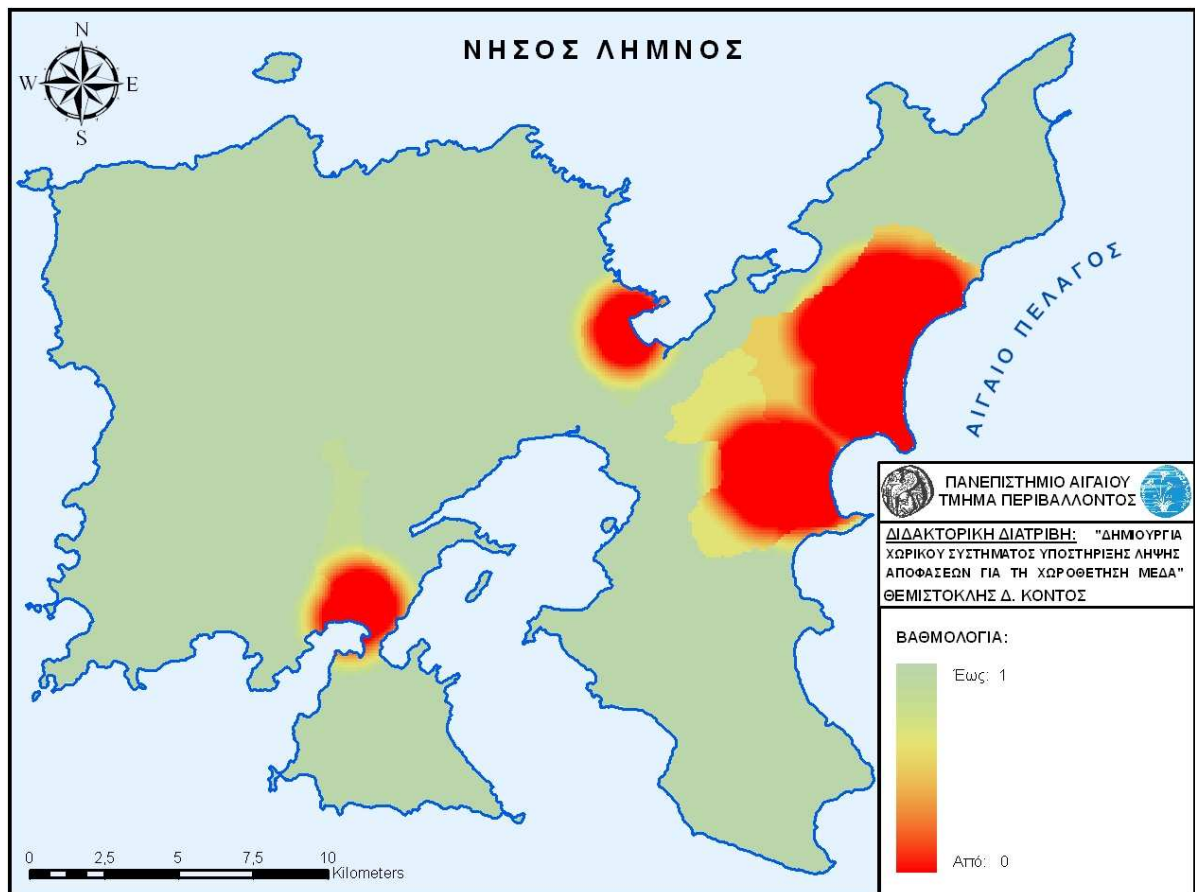 ΝΗΣΟΣ ΛΗΜΝΟΣ
N
W E
S
ΑΙΓΑΙΟ ΠΕΛΑΓΟΣ
ΠΑΝΕΠΙΣΤΗΜΙΟ ΑΙΓΑΙΟΥ
ΤΜΗΜΑ ΠΕΡΙΒΑΛΛΟΝΤΟΣ
ΔΙΔΑΚΤΟΡΙΚΗ ΔΙΑΤΡΙΒΗ: "ΔΗΜΙΟΥΡΓΙΑ
ΧΩΡΙΚΟΥ ΣΥΣΤΗΜΑΤΟΣ ΥΠΟΣΤΗΡΙΞΗΣ ΛΗΨΗΣ
ΑΠΟΦΑΣΕΩΝ ΓΙΑ ΤΗ ΧΩΡΟΘΕΤΗΣΗ ΜΕΔΑ"
ΘΕΜΙΣΤΟΚΛΗΣ Δ. ΚΟΝΤΟΣ
ΒΑΘΜΟΛΟΓΙΑ:
Έως: 1
Από: 0
0 2,5 5 7,5 10
Kilometers